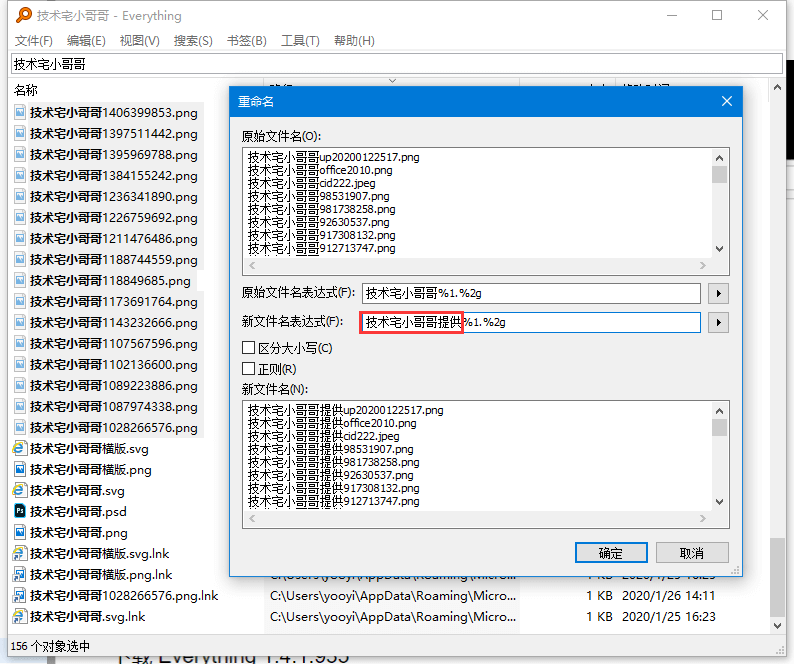 技术宅小哥哥 - Everything
文件(F) 编辑(E) 视图(V) 搜索(S) 书签(B) 工具(T) 帮助(H)
技术宅小哥哥
名称
技术宅小哥哥1406399853.png
技术宅小哥哥1397511442.png
技术宅小哥哥1395969788.png
技术宅小哥哥1384155242.png
技术宅小哥哥1236341890.png
技术宅小哥哥1226759692.png
技术宅小哥哥1211476486.png
技术宅小哥哥1188744559.png
技术宅小哥哥118849685.png
技术宅小哥哥1173691764.png
技术宅小哥哥1143232666.png
技术宅小哥哥1107567596.png
技术宅小哥哥1102136600.png
技术宅小哥哥1089223886.png
技术宅小哥哥1087974338.png
技术宅小哥哥1028266576.png
技术宅小哥哥横版.svg
技术宅小哥哥横版.png
技术宅小哥哥.svg
技术宅小哥哥.psd
技术宅小哥哥.png
技术宅小哥哥横版.svg.lnk
技术宅小哥哥横版.png.lnk
技术宅小哥哥1028266576.png.lnk C:\Users\yooyi\AppData\Roaming\Micro... 1 KB 2020/1/26 14:11
技术宅小哥哥.svg.lnk C:\Users\yooyi\AppData\Roaming\Micro... 1 KB 2020/1/25 16:23
156 个对象选中
重命名
原始文件名(O):
技术宅小哥哥up20200122517.png
技术宅小哥哥office2010.png
技术宅小哥哥cid222.jpeg
技术宅小哥哥98531907.png
技术宅小哥哥981738258.png
技术宅小哥哥92630537.png
技术宅小哥哥917308132.png
技术宅小哥哥912713747.png
原始文件名表达式(F): 技术宅小哥哥%1.%2g
新文件名表达式(F): 技术宅小哥哥提供%1.%2g
区分大小写(C)
正则(R)
新文件名(N):
技术宅小哥哥提供up20200122517.png
技术宅小哥哥提供office2010.png
技术宅小哥哥提供cid222.jpeg
技术宅小哥哥提供98531907.png
技术宅小哥哥提供981738258.png
技术宅小哥哥提供92630537.png
技术宅小哥哥提供917308132.png
技术宅小哥哥提供912713747.png
确定 取消